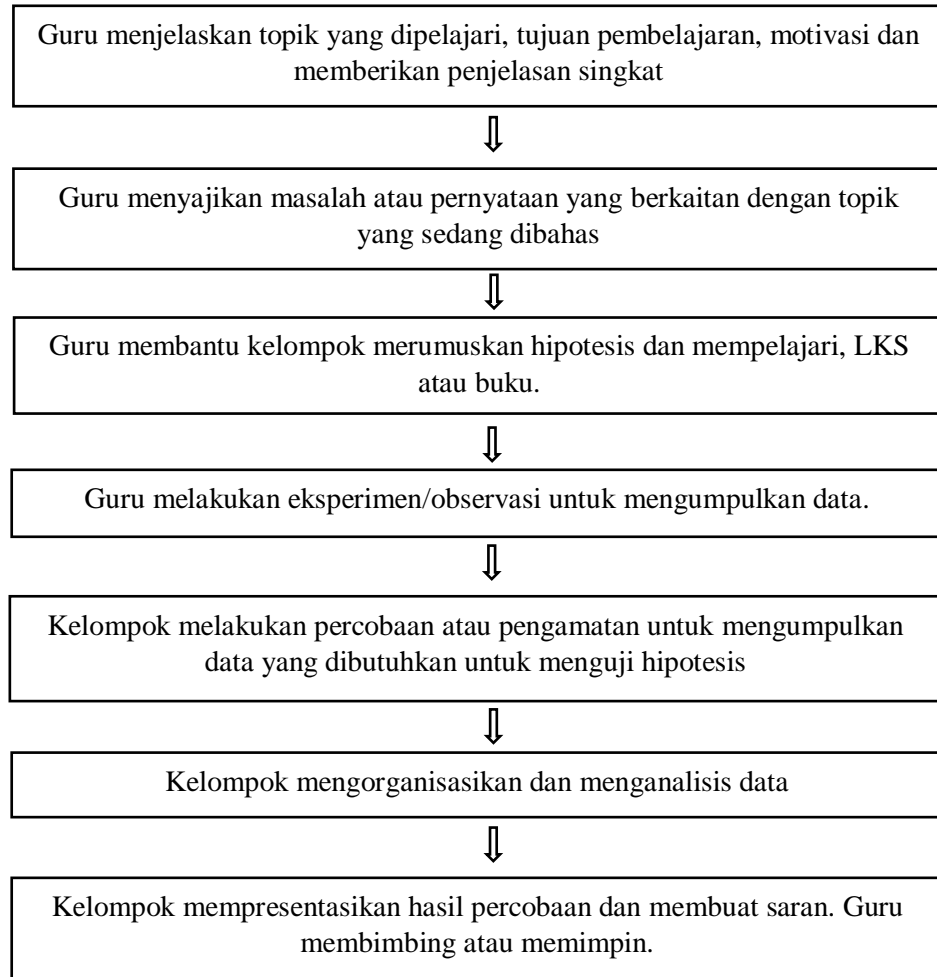 Guru menjelaskan topik yang dipelajari, tujuan pembelajaran, motivasi dan
memberikan penjelasan singkat
Guru menyajikan masalah atau pernyataan yang berkaitan dengan topik
yang sedang dibahas
Guru membantu kelompok merumuskan hipotesis dan mempelajari, LKS
atau buku.
Guru melakukan eksperimen/observasi untuk mengumpulkan data.
Kelompok melakukan percobaan atau pengamatan untuk mengumpulkan
data yang dibutuhkan untuk menguji hipotesis
Kelompok mengorganisasikan dan menganalisis data
Kelompok mempresentasikan hasil percobaan dan membuat saran. Guru
membimbing atau memimpin.